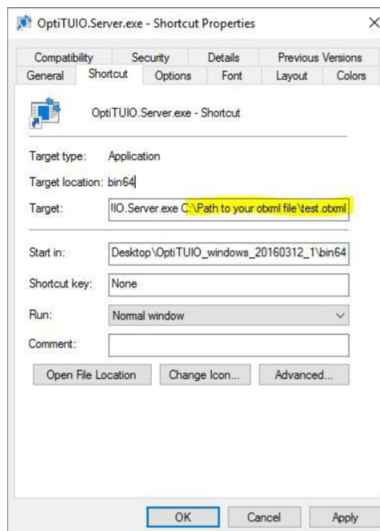 OptiTUIO.Server.exe - Shortcut Properties
Compatibility Security Details Previous Versions
General Shortcut Options Font Layout Colors
OptiTUIO.Server.exe - Shortcut
Target type: Application
Target location: bin64
Target: IIO.Server.exe C:\Path to your otxml file\test.otxml
Start in: Desktop\OptiTUIO_windows_20160312_1\bin64
Shortcut key: None
Run: Normal window
Comment:
Open File Location Change Icon... Advanced...
OK Cancel Apply